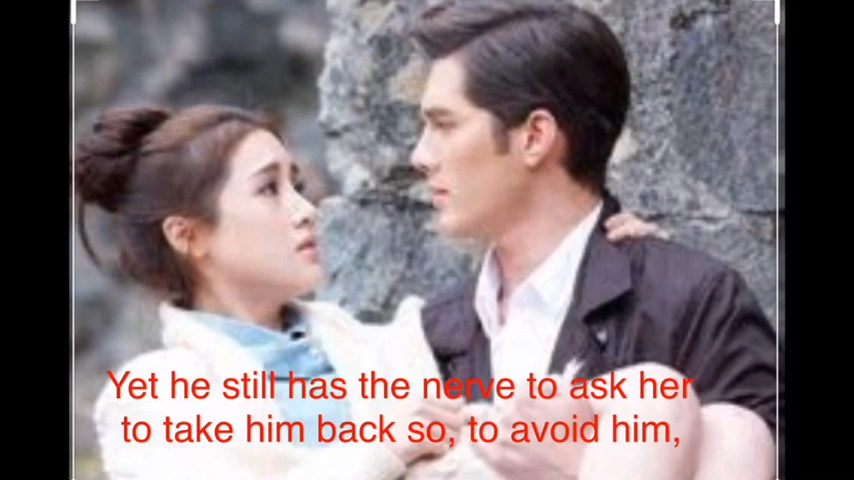 Yet he still has the nerve to ask her
to take him back so, to avoid him,